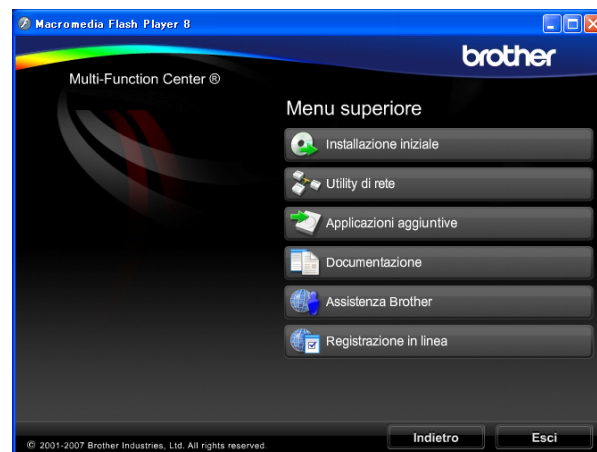 Macromedia Flash Player 8
brother
Multi-Function Center ®
Menu superiore
Installazione iniziale
Utility di rete
Applicazioni aggiuntive
Documentazione
Assistenza Brother
Registrazione in linea
© 2001-2007 Brother Industries, Ltd. All rights reserved.
Indietro
Esci